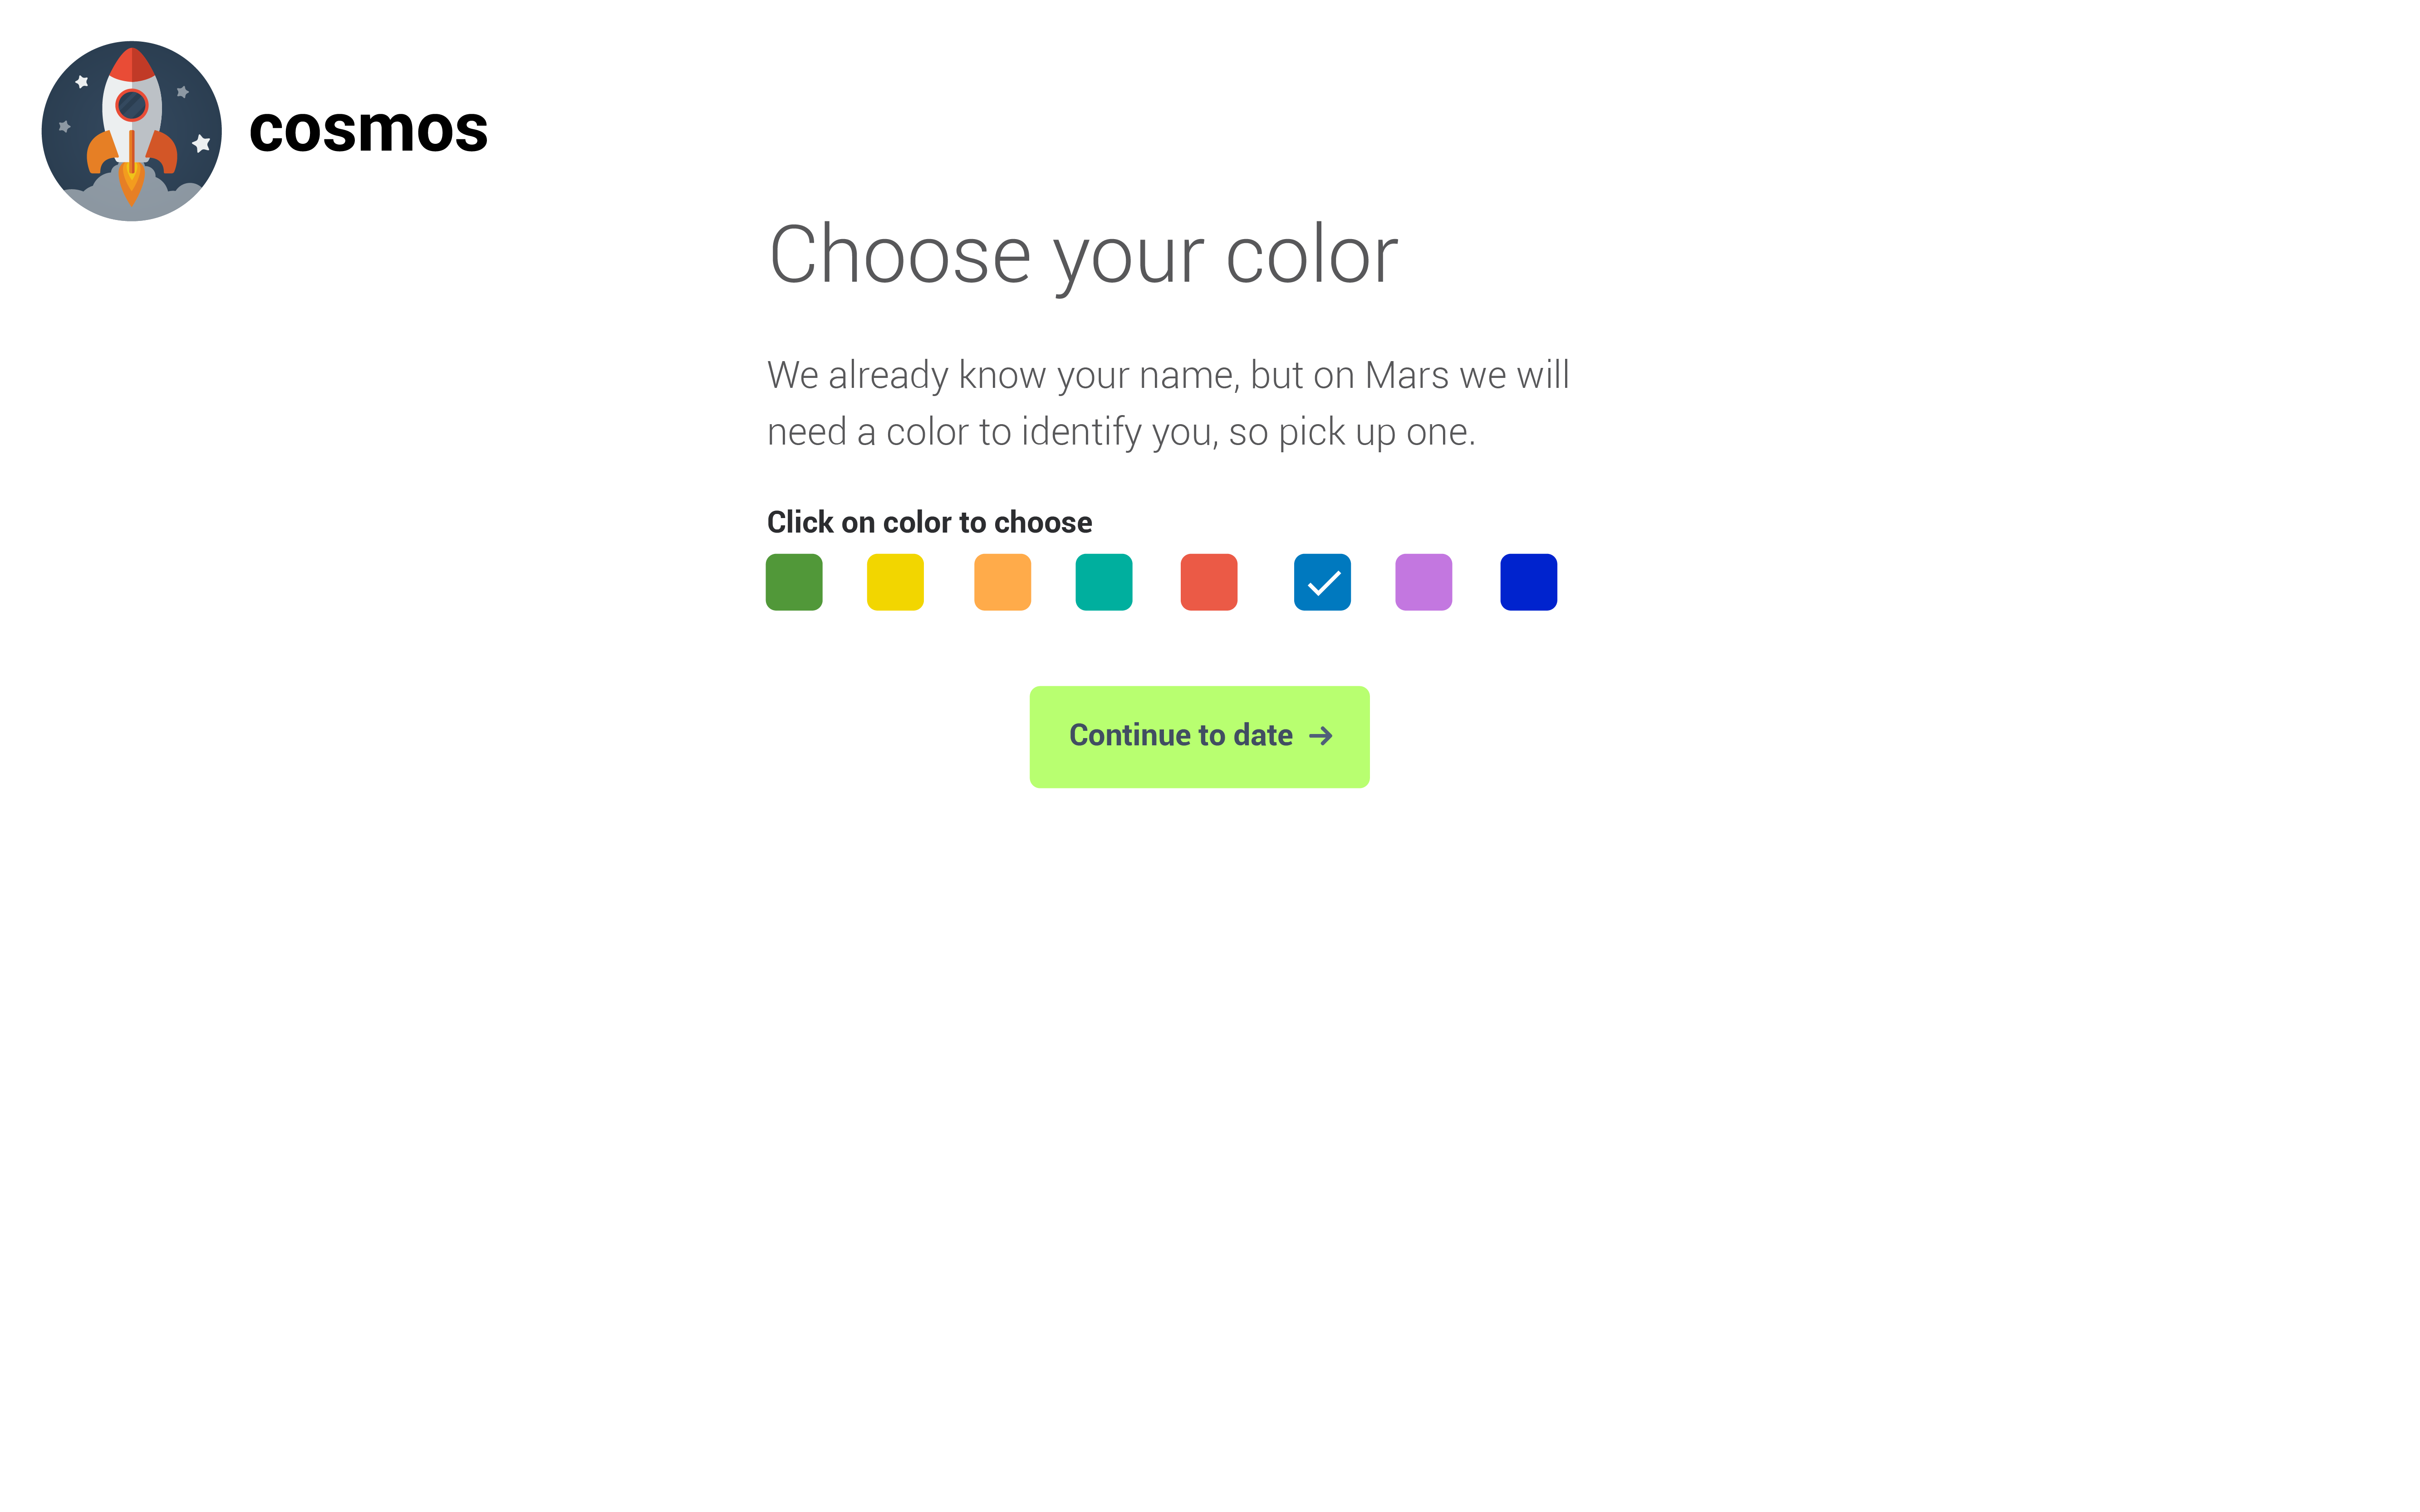 cosmos
Choose your color
We already know your name, but on Mars we will
need a color to identify you, so pick up one.
Click on color to choose
Continue to date →